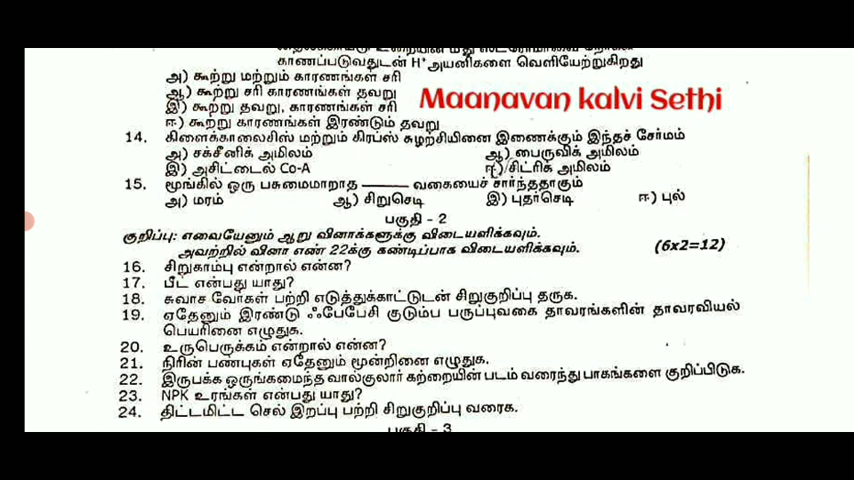 காணப்படுவதுடன் H⁺ அயனிகளை வெளியேற்றுகிறது
அ) கூற்று மற்றும் காரணங்கள் சரி
ஆ) கூற்று சரி காரணங்கள் தவறு
இ) கூற்று தவறு, காரணங்கள் சரி
ஈ) கூற்று காரணங்கள் இரண்டும் தவறு
Maanavan kalvi Sethi
14. கிளைக்காலைசிஸ் மற்றும் கிரப்ஸ் சுழற்சியினை இணைக்கும் இந்தச் சேர்மம்
அ) சக்சீனிக் அமிலம் ஆ) பைருவிக் அமிலம்
இ) அசிட்டைல் Co-A ஈ) சிட்ரிக் அமிலம்
15. மூங்கில் ஒரு பசுமைமாறாத ______ வகையைச் சார்ந்ததாகும்
அ) மரம் ஆ) சிறுசெடி இ) புதர்செடி ஈ) புல்
பகுதி - 2
குறிப்பு: எவையேனும் ஆறு வினாக்களுக்கு விடையளிக்கவும்.
அவற்றில் வினா எண் 22க்கு கண்டிப்பாக விடையளிக்கவும். (6x2=12)
16. சிறுகாம்பு என்றால் என்ன?
17. பீட் என்பது யாது?
18. சுவாச வேர்கள் பற்றி எடுத்துக்காட்டுடன் சிறுகுறிப்பு தருக.
19. ஏதேனும் இரண்டு ஃபேபேசி குடும்ப பருப்புவகை தாவரங்களின் தாவரவியல்
பெயரினை எழுதுக.
20. உருபெருக்கம் என்றால் என்ன?
21. நிரின் பண்புகள் ஏதேனும் மூன்றினை எழுதுக.
22. இருபக்க ஒருங்கமைந்த வாஸ்குலார் கற்றையின் படம் வரைந்து பாகங்களை குறிப்பிடுக.
23. NPK உரங்கள் என்பது யாது?
24. திட்டமிட்ட செல் இறப்பு பற்றி சிறுகுறிப்பு வரைக.
பகுதி - 3